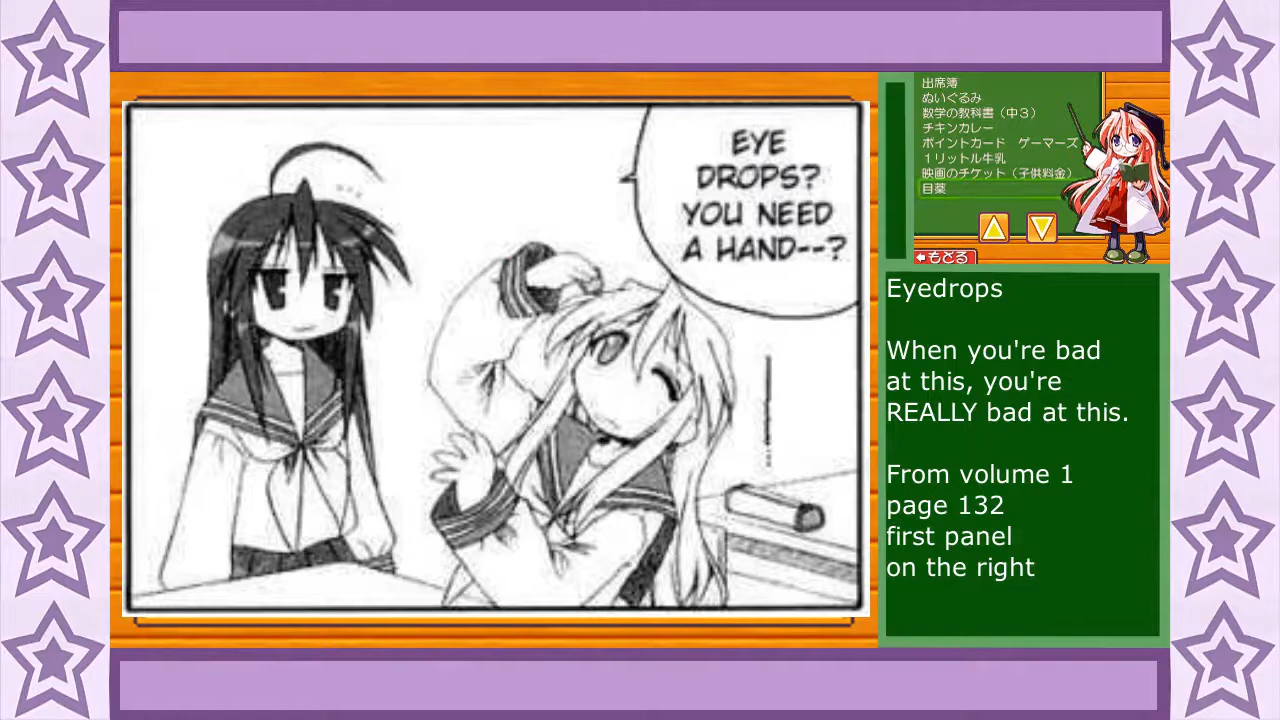 EYE
DROPS?
YOU NEED
A HAND--?
出席簿
ぬいぐるみ
数学の教科書（中３）
チキンカレー
ポイントカード　ゲーマーズ
１リットル牛乳
映画のチケット（子供料金）
目薬
もどる
Eyedrops
When you're bad
at this, you're
REALLY bad at this.
From volume 1
page 132
first panel
on the right